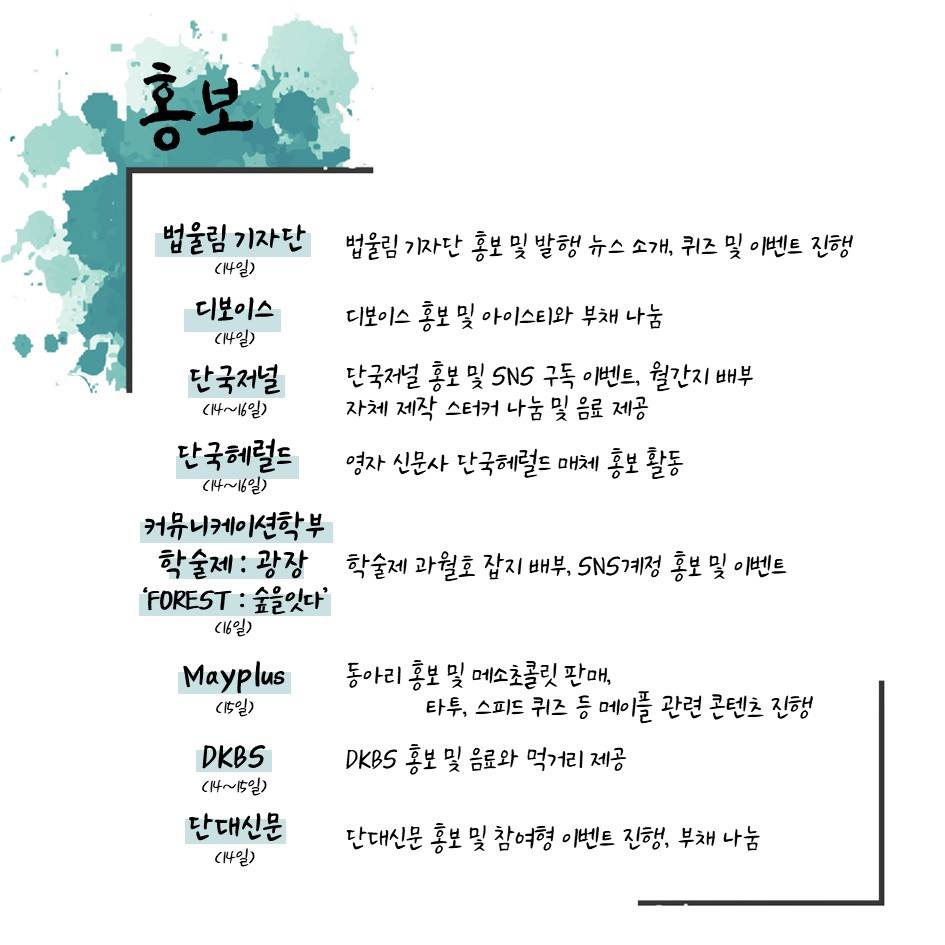 홍보
법울림 기자단
(14일)
법울림 기자단 홍보 및 발행 뉴스 소개, 퀴즈 및 이벤트 진행
디보이스
(14일)
디보이스 홍보 및 아이스티와 부채 나눔
단국저널
(14~16일)
단국저널 홍보 및 SNS 구독 이벤트, 월간지 배부
자체 제작 스터커 나눔 및 음료 제공
단국헤럴드
(14~16일)
영자 신문사 단국헤럴드 매체 홍보 활동
커뮤니케이션학부
학술제 : 광장
'FOREST : 숲을잇다'
(16일)
학술제 과월호 잡지 배부, SNS계정 홍보 및 이벤트
Mayplus
(15일)
동아리 홍보 및 메소초콜릿 판매,
타투, 스피드 퀴즈 등 메이플 관련 콘텐츠 진행
DKBS
(14~15일)
DKBS 홍보 및 음료와 먹거리 제공
단대신문
(14일)
단대신문 홍보 및 참여형 이벤트 진행, 부채 나눔